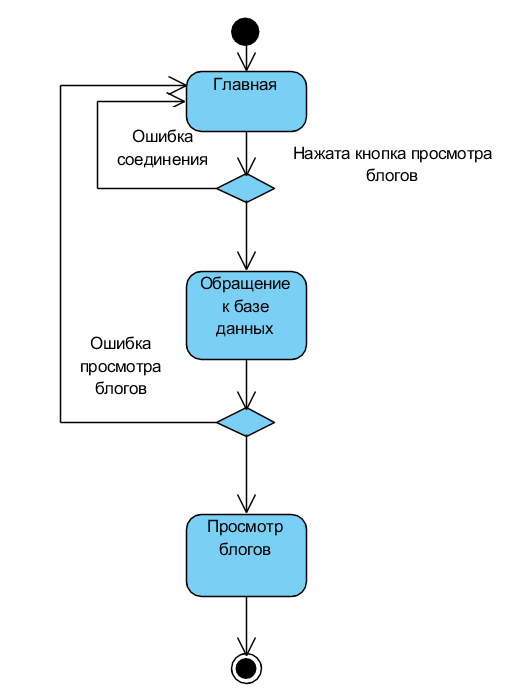 Главная
Ошибка
соединения
Нажата кнопка просмотра
блогов
Обращение
к базе
данных
Ошибка
просмотра
блогов
Просмотр
блогов